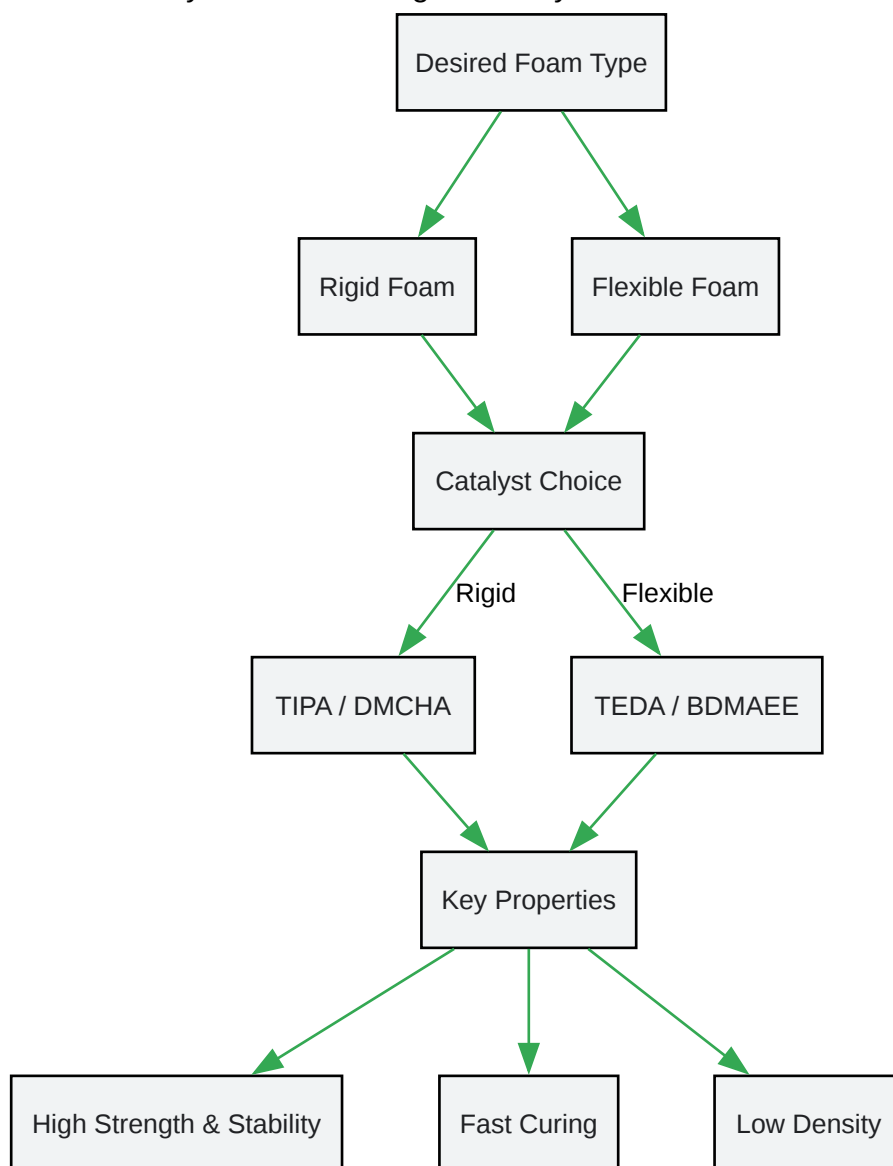 Desired Foam Type
Rigid Foam
Flexible Foam
Catalyst Choice
Rigid
Flexible
TIPA / DMCHA
TEDA / BDMAEE
Key Properties
High Strength & Stability
Fast Curing
Low Density